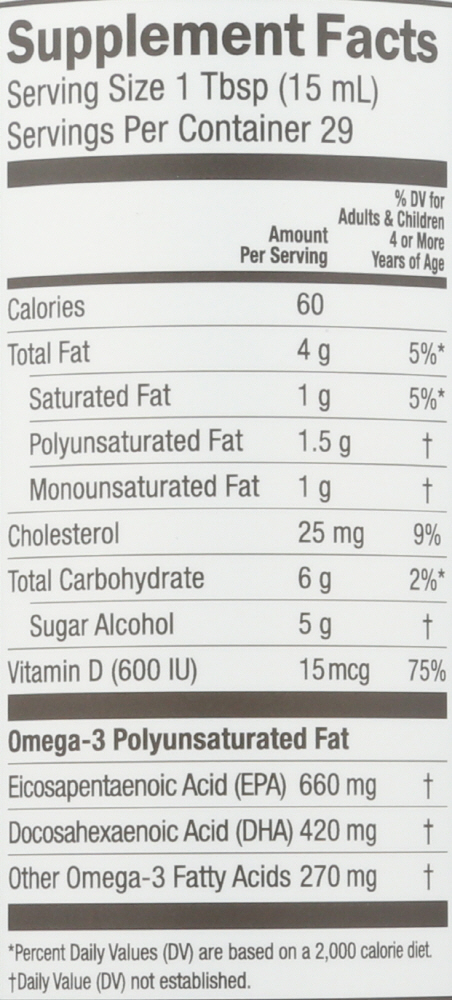 Supplement Facts
Serving Size 1 Tbsp (15 mL)
Servings Per Container 29
Amount Per Serving
% DV for Adults & Children 4 or More Years of Age
Calories 60
Total Fat 4 g 5%*
Saturated Fat 1 g 5%*
Polyunsaturated Fat 1.5 g †
Monounsaturated Fat 1 g †
Cholesterol 25 mg 9%
Total Carbohydrate 6 g 2%*
Sugar Alcohol 5 g †
Vitamin D (600 IU) 15 mcg 75%
Omega-3 Polyunsaturated Fat
Eicosapentaenoic Acid (EPA) 660 mg †
Docosahexaenoic Acid (DHA) 420 mg †
Other Omega-3 Fatty Acids 270 mg †
*Percent Daily Values (DV) are based on a 2,000 calorie diet.
†Daily Value (DV) not established.